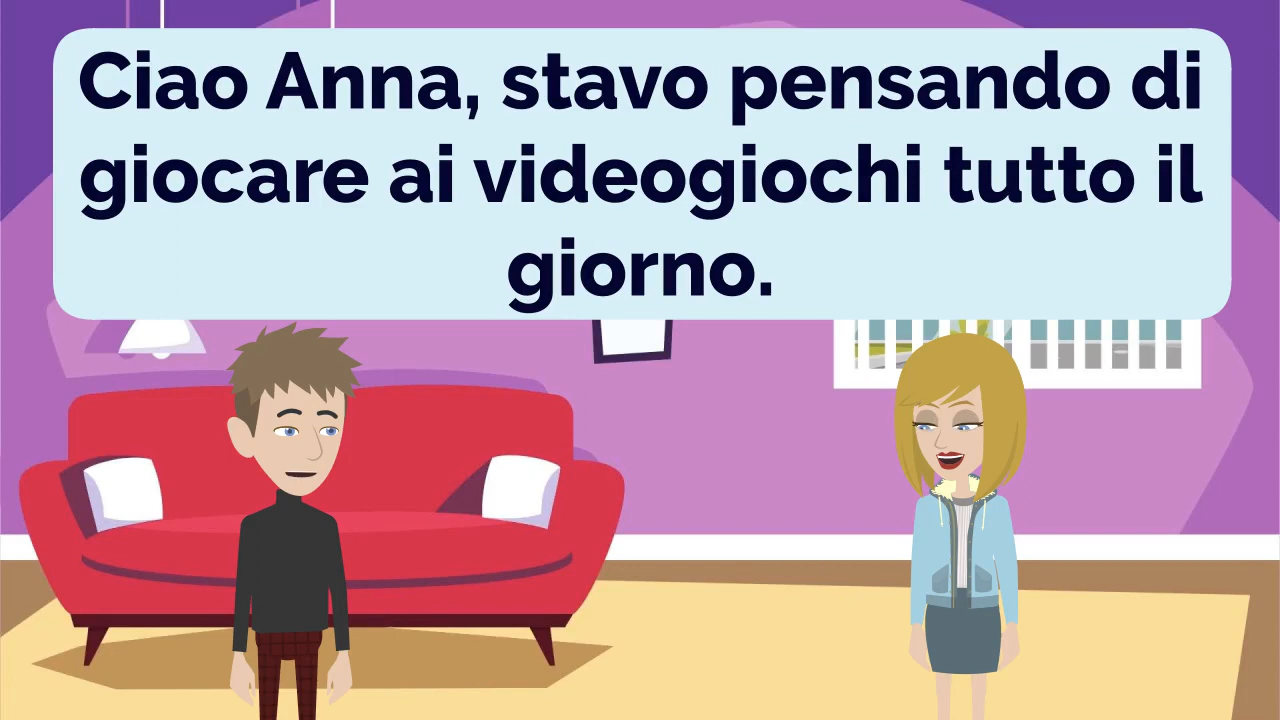 Ciao Anna, stavo pensando di
giocare ai videogiochi tutto il
giorno.